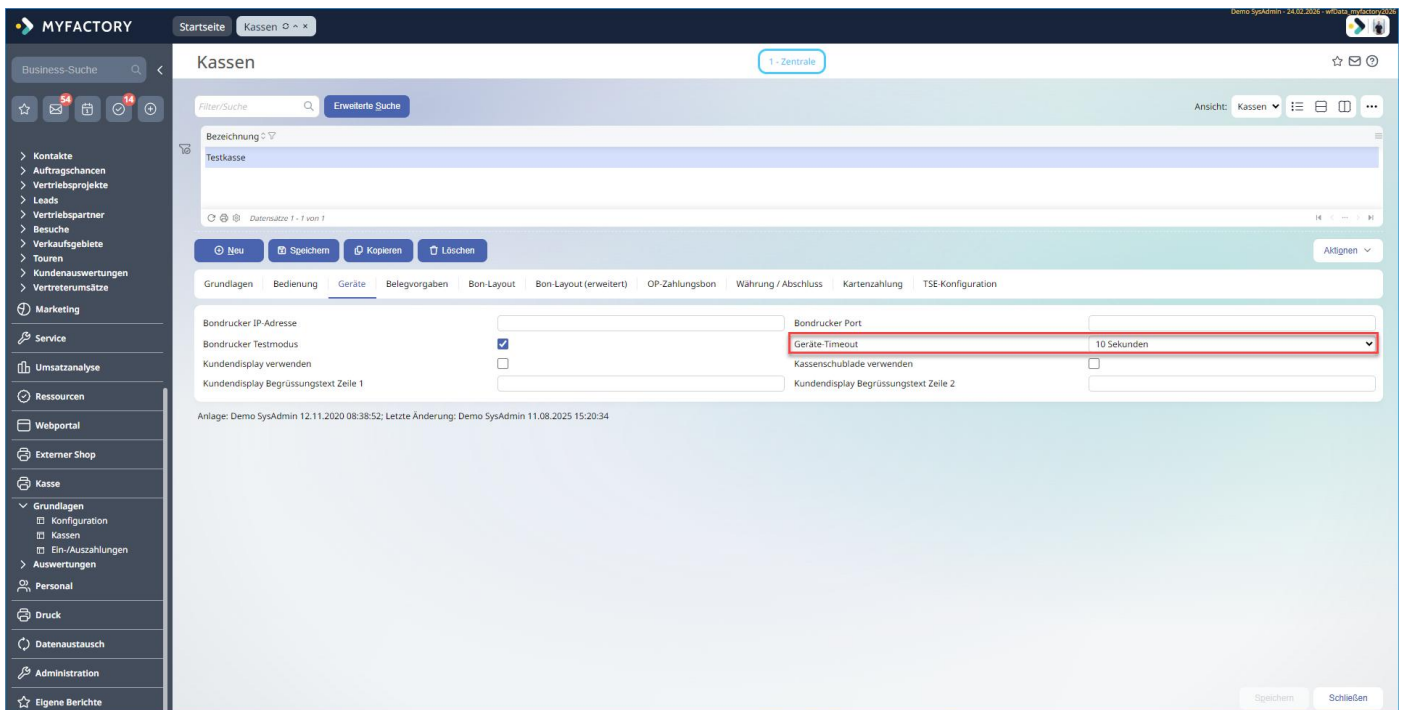 Demo SysAdmin - 24.02.2026 - wfData_myfactory2026
MYFACTORY
Startseite
Kassen
Business-Suche
Kassen
1 - Zentrale
54
14
Filter/Suche
Erweiterte Suche
Ansicht: Kassen
Bezeichnung
Testkasse
Datensätze 1 - 1 von 1
Neu
Speichern
Kopieren
Löschen
Aktionen
Grundlagen
Bedienung
Geräte
Belegvorgaben
Bon-Layout
Bon-Layout (erweitert)
OP-Zahlungsbon
Währung / Abschluss
Kartenzahlung
TSE-Konfiguration
Bondrucker IP-Adresse
Bondrucker Port
Bondrucker Testmodus
Geräte-Timeout
10 Sekunden
Kundendisplay verwenden
Kassenschublade verwenden
Kundendisplay Begrüssungstext Zeile 1
Kundendisplay Begrüssungstext Zeile 2
Anlage: Demo SysAdmin 12.11.2020 08:38:52; Letzte Änderung: Demo SysAdmin 11.08.2025 15:20:34
Kontakte
Auftragschancen
Vertriebsprojekte
Leads
Vertriebspartner
Besuche
Verkaufsgebiete
Touren
Kundenauswertungen
Vertreterumsätze
Marketing
Service
Umsatzanalyse
Ressourcen
Webportal
Externer Shop
Kasse
Grundlagen
Konfiguration
Kassen
Ein-/Auszahlungen
Auswertungen
Personal
Druck
Datenaustausch
Administration
Eigene Berichte
Speichern
Schließen